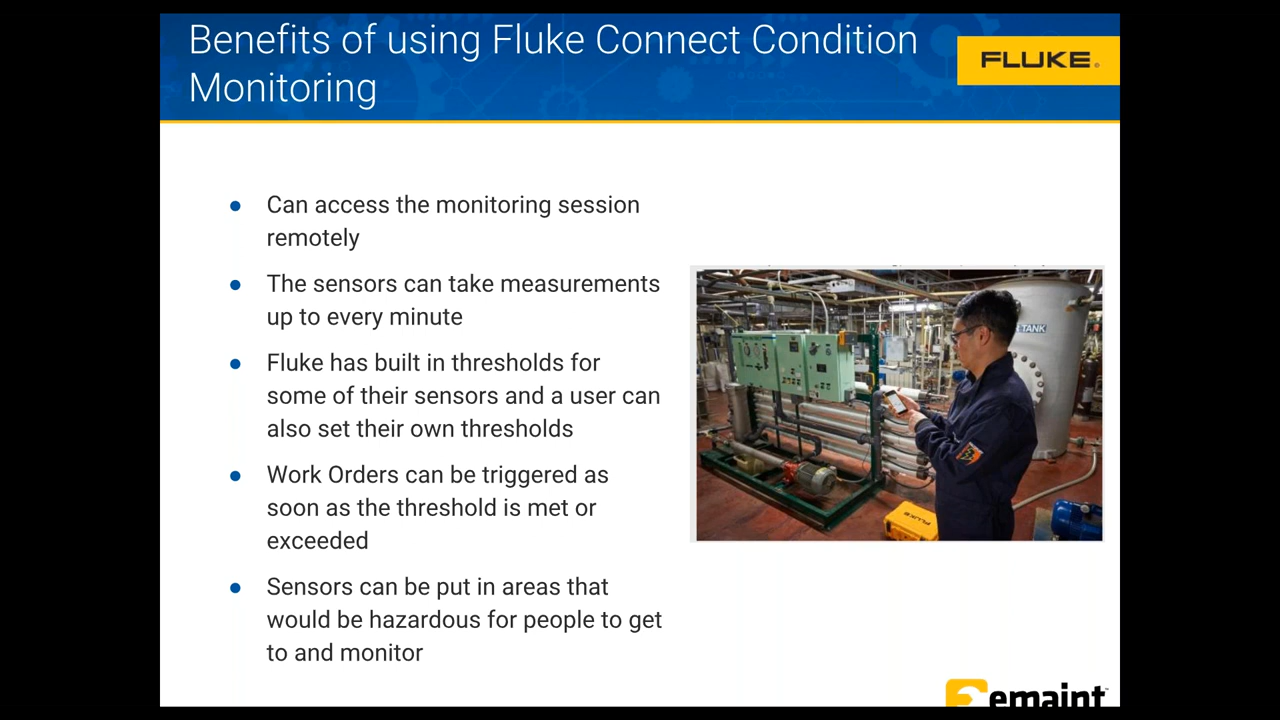 Benefits of using Fluke Connect Condition
Monitoring
FLUKE®
● Can access the monitoring session
remotely
● The sensors can take measurements
up to every minute
● Fluke has built in thresholds for
some of their sensors and a user can
also set their own thresholds
● Work Orders can be triggered as
soon as the threshold is met or
exceeded
● Sensors can be put in areas that
would be hazardous for people to get
to and monitor
TANK
FLUKE
emaint™